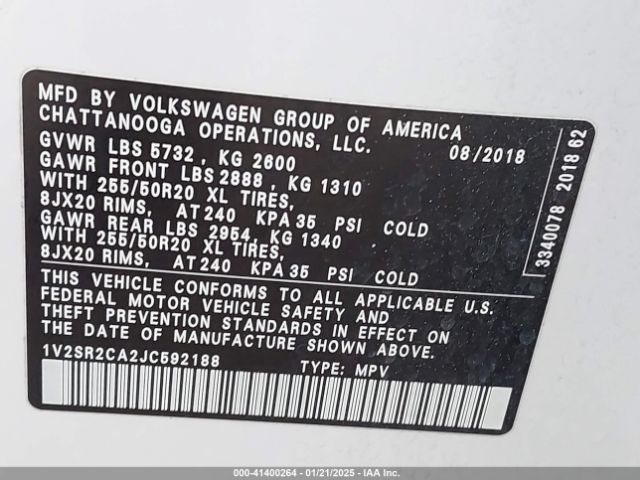 MFD BY VOLKSWAGEN GROUP OF AMERICA
CHATTANOOGA OPERATIONS, LLC.
GVWR LBS 5732 , KG 2600 08/2018
GAWR FRONT LBS 2888 , KG 1310
WITH 255/50R20 XL TIRES,
8JX20 RIMS, AT 240 KPA 35 PSI COLD
GAWR REAR LBS 2954 , KG 1340
WITH 255/50R20 XL TIRES,
8JX20 RIMS, AT 240 KPA 35 PSI COLD
THIS VEHICLE CONFORMS TO ALL APPLICABLE U.S.
FEDERAL MOTOR VEHICLE SAFETY AND
THEFT PREVENTION STANDARDS IN EFFECT ON
THE DATE OF MANUFACTURE SHOWN ABOVE.
1V2SR2CA2JC592188 TYPE: MPV
3340078 2018 62
000-41400264 - 01/21/2025 - IAA Inc.